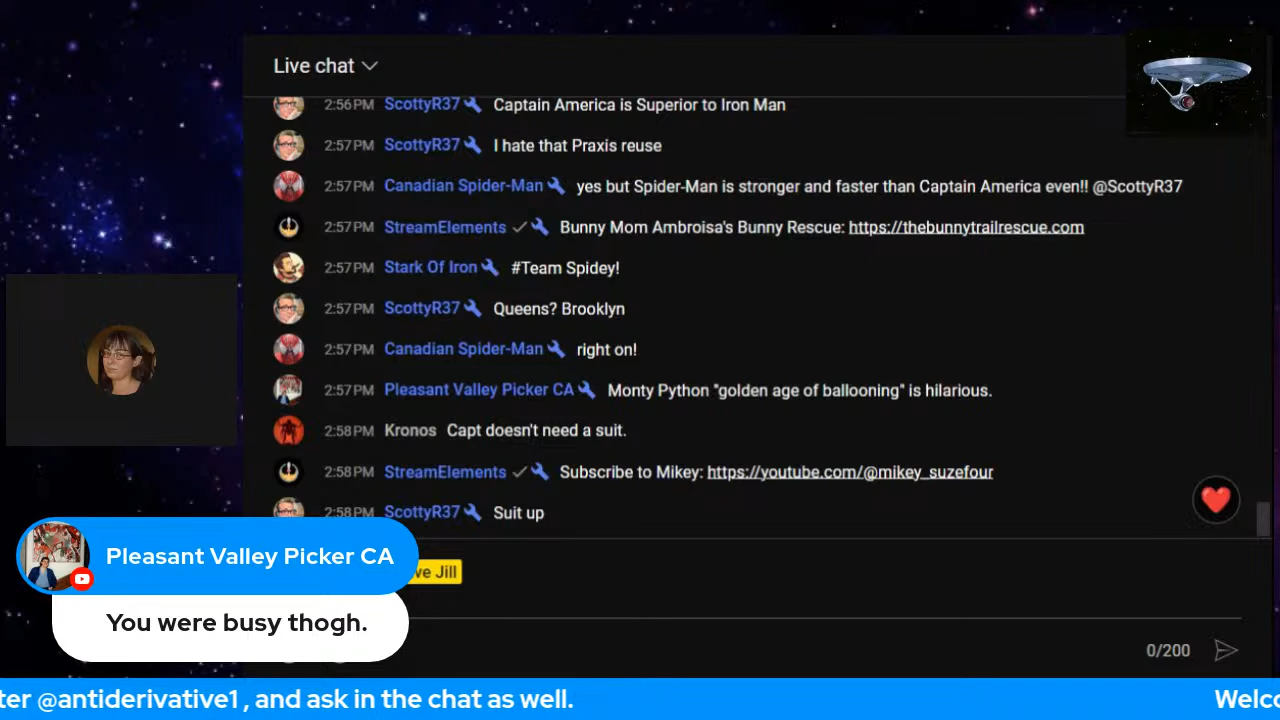 Live chat
2:56 PM ScottyR37 Captain America is Superior to Iron Man
2:57 PM ScottyR37 I hate that Praxis reuse
2:57 PM Canadian Spider-Man yes but Spider-Man is stronger and faster than Captain America even!! @ScottyR37
2:57 PM StreamElements Bunny Mom Ambroisa's Bunny Rescue: https://thebunnytrailrescue.com
2:57 PM Stark Of Iron #Team Spidey!
2:57 PM ScottyR37 Queens? Brooklyn
2:57 PM Canadian Spider-Man right on!
2:57 PM Pleasant Valley Picker CA Monty Python "golden age of ballooning" is hilarious.
2:58 PM Kronos Capt doesn't need a suit.
2:58 PM StreamElements Subscribe to Mikey: https://youtube.com/@mikey_suzefour
2:58 PM ScottyR37 Suit up
Pleasant Valley Picker CA
ve Jill
You were busy thogh.
0/200
ter @antiderivative1, and ask in the chat as well. Welco